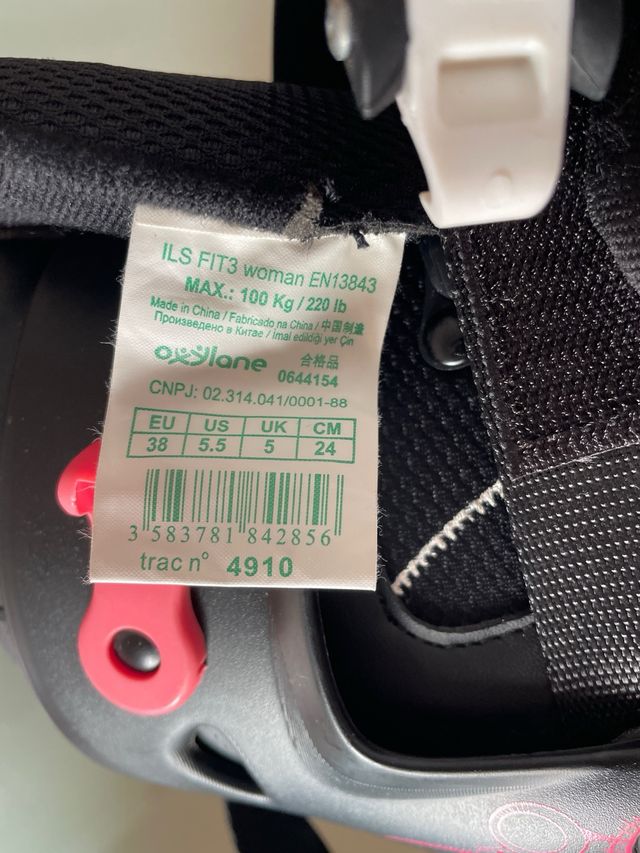 ILS FIT3 woman EN13843
MAX.: 100 Kg / 220 lb
Made in China / Fabricado na China / 中国制造
Произведено в Китае / Imal edildiği yer Çin
oxylane 合格品
0644154
CNPJ: 02.314.041/0001-88
EU US UK CM
38 5.5 5 24
3 583781 842856
trac n° 4910